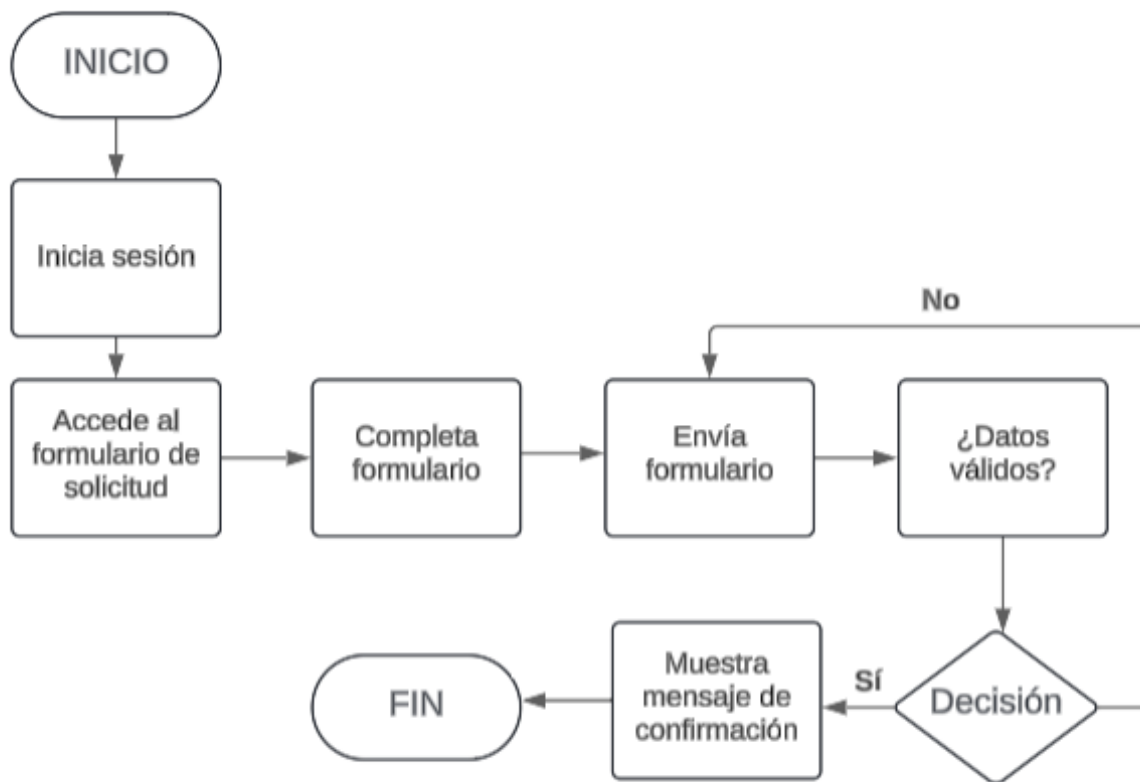 INICIO
Inicia sesión
No
Accede al
formulario de
solicitud
Completa
formulario
Envía
formulario
¿Datos
válidos?
FIN
Muestra
mensaje de
confirmación
Sí
Decisión